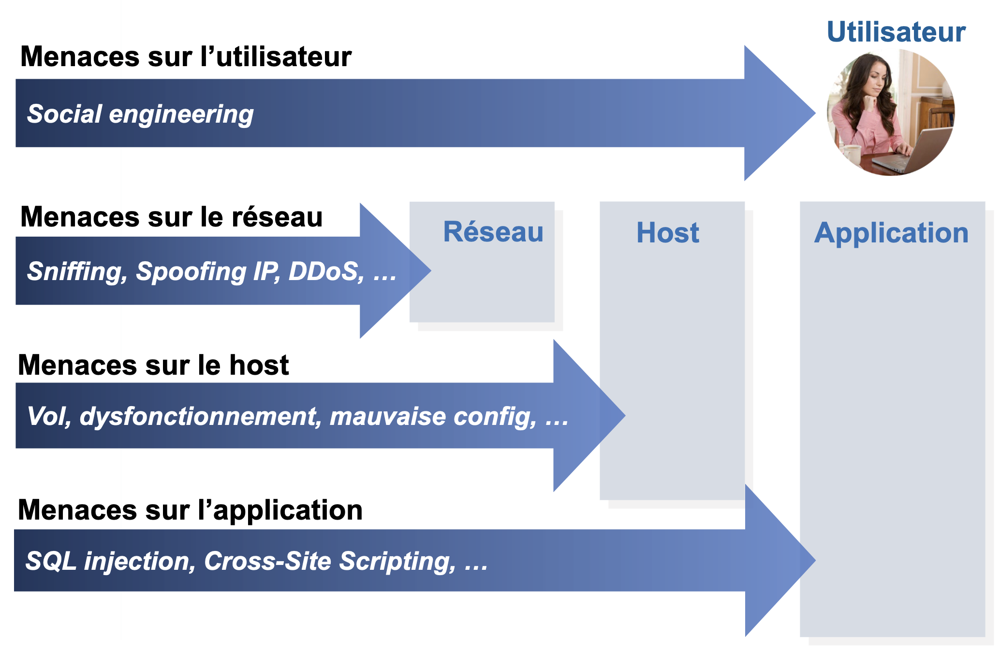 Utilisateur
Menaces sur l’utilisateur
Social engineering
Menaces sur le réseau
Réseau
Host
Application
Sniffing, Spoofing IP, DDoS, …
Menaces sur le host
Vol, dysfonctionnement, mauvaise config, …
Menaces sur l’application
SQL injection, Cross-Site Scripting, …